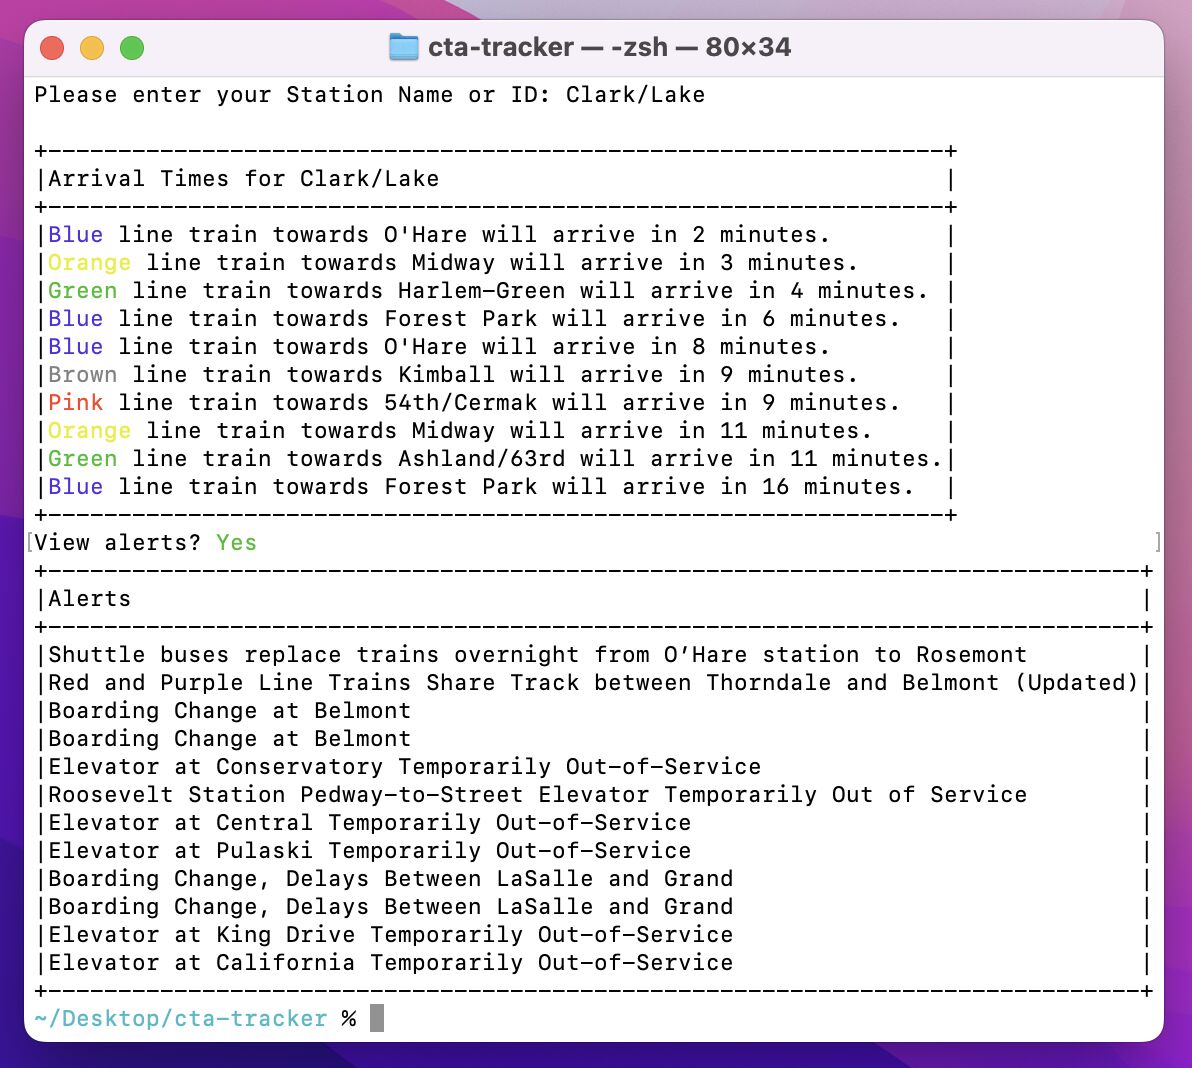 cta-tracker — -zsh — 80×34
Please enter your Station Name or ID: Clark/Lake
+----------------------------------------------------------------+
|Arrival Times for Clark/Lake                                    |
+----------------------------------------------------------------+
|Blue line train towards O'Hare will arrive in 2 minutes.        |
|Orange line train towards Midway will arrive in 3 minutes.      |
|Green line train towards Harlem-Green will arrive in 4 minutes. |
|Blue line train towards Forest Park will arrive in 6 minutes.   |
|Blue line train towards O'Hare will arrive in 8 minutes.        |
|Brown line train towards Kimball will arrive in 9 minutes.      |
|Pink line train towards 54th/Cermak will arrive in 9 minutes.   |
|Orange line train towards Midway will arrive in 11 minutes.     |
|Green line train towards Ashland/63rd will arrive in 11 minutes.|
|Blue line train towards Forest Park will arrive in 16 minutes.  |
+----------------------------------------------------------------+
[View alerts? Yes ]
+------------------------------------------------------------------------------+
|Alerts                                                                        |
+------------------------------------------------------------------------------+
|Shuttle buses replace trains overnight from O’Hare station to Rosemont        |
|Red and Purple Line Trains Share Track between Thorndale and Belmont (Updated)|
|Boarding Change at Belmont                                                    |
|Boarding Change at Belmont                                                    |
|Elevator at Conservatory Temporarily Out-of-Service                           |
|Roosevelt Station Pedway-to-Street Elevator Temporarily Out of Service        |
|Elevator at Central Temporarily Out-of-Service                                |
|Elevator at Pulaski Temporarily Out-of-Service                                |
|Boarding Change, Delays Between LaSalle and Grand                             |
|Boarding Change, Delays Between LaSalle and Grand                             |
|Elevator at King Drive Temporarily Out-of-Service                             |
|Elevator at California Temporarily Out-of-Service                             |
+------------------------------------------------------------------------------+
~/Desktop/cta-tracker %